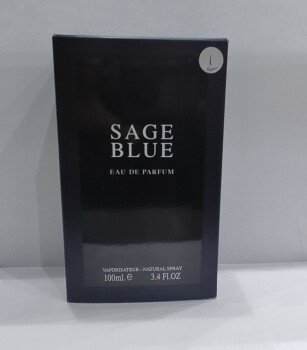 SAGE
BLUE
EAU DE PARFUM
VAPORISATEUR - NATURAL SPRAY
100ml. ℮ 3.4 Fl.OZ